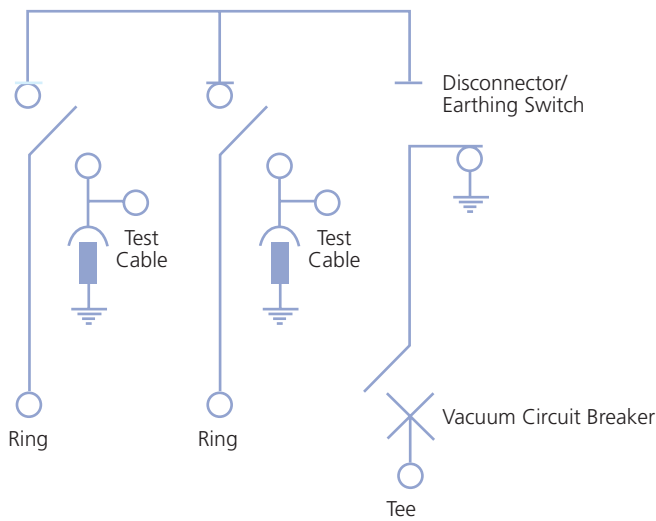 Disconnector/
Earthing Switch
Test
Cable
Test
Cable
Vacuum Circuit Breaker
Ring
Ring
Tee